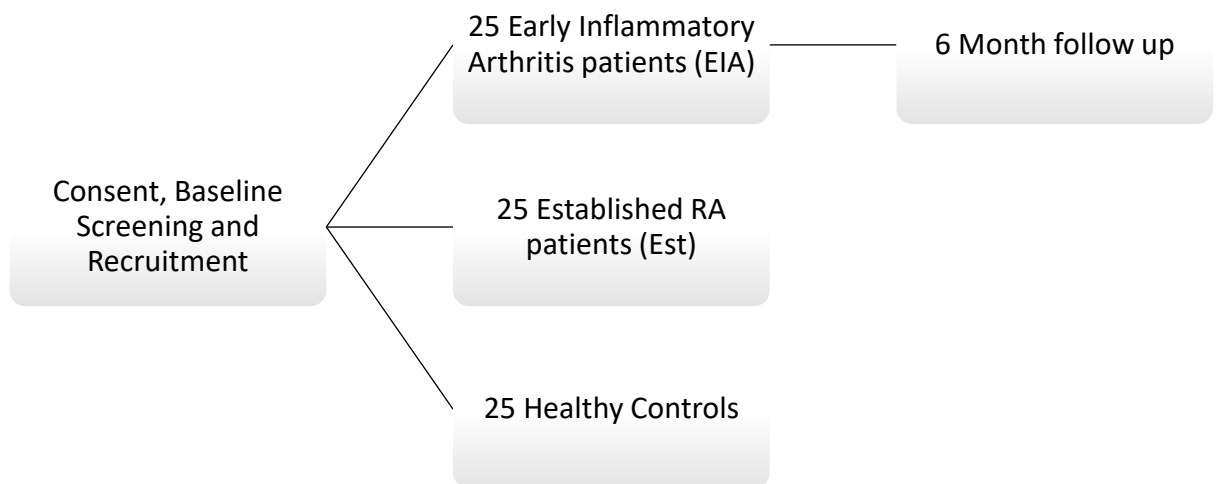 25 Early Inflammatory
Arthritis patients (EIA)
6 Month follow up
Consent, Baseline
Screening and
Recruitment
25 Established RA
patients (Est)
25 Healthy Controls